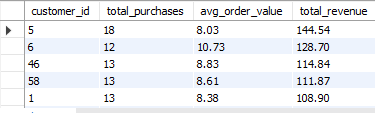 customer_id total_purchases avg_order_value total_revenue
5 18 8.03 144.54
6 12 10.73 128.70
46 13 8.83 114.84
58 13 8.61 111.87
1 13 8.38 108.90